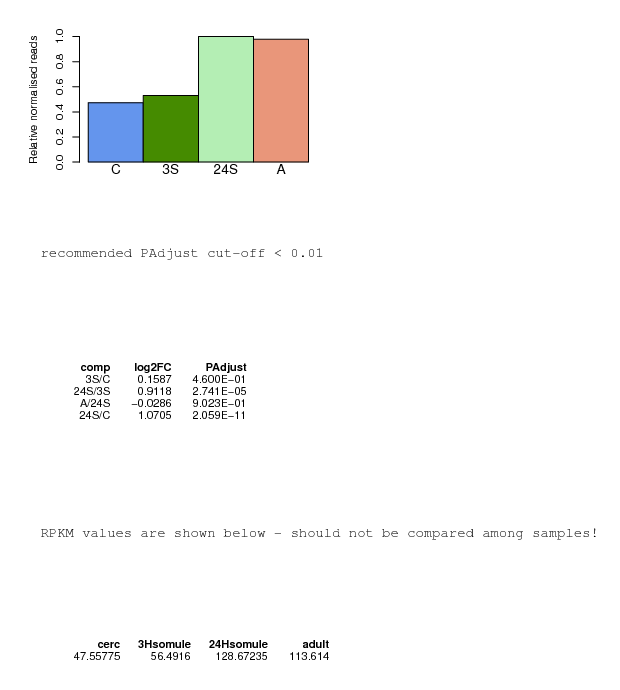 Relative normalised reads
1.0
0.8
0.6
0.4
0.2
0.0
C 3S 24S A
recommended PAdjust cut-off < 0.01
comp log2FC PAdjust
3S/C 0.1587 4.600E−01
24S/3S 0.9118 2.741E−05
A/24S −0.0286 9.023E−01
24S/C 1.0705 2.059E−11
RPKM values are shown below - should not be compared among samples!
cerc 3Hsomule 24Hsomule adult
47.55775 56.4916 128.67235 113.614